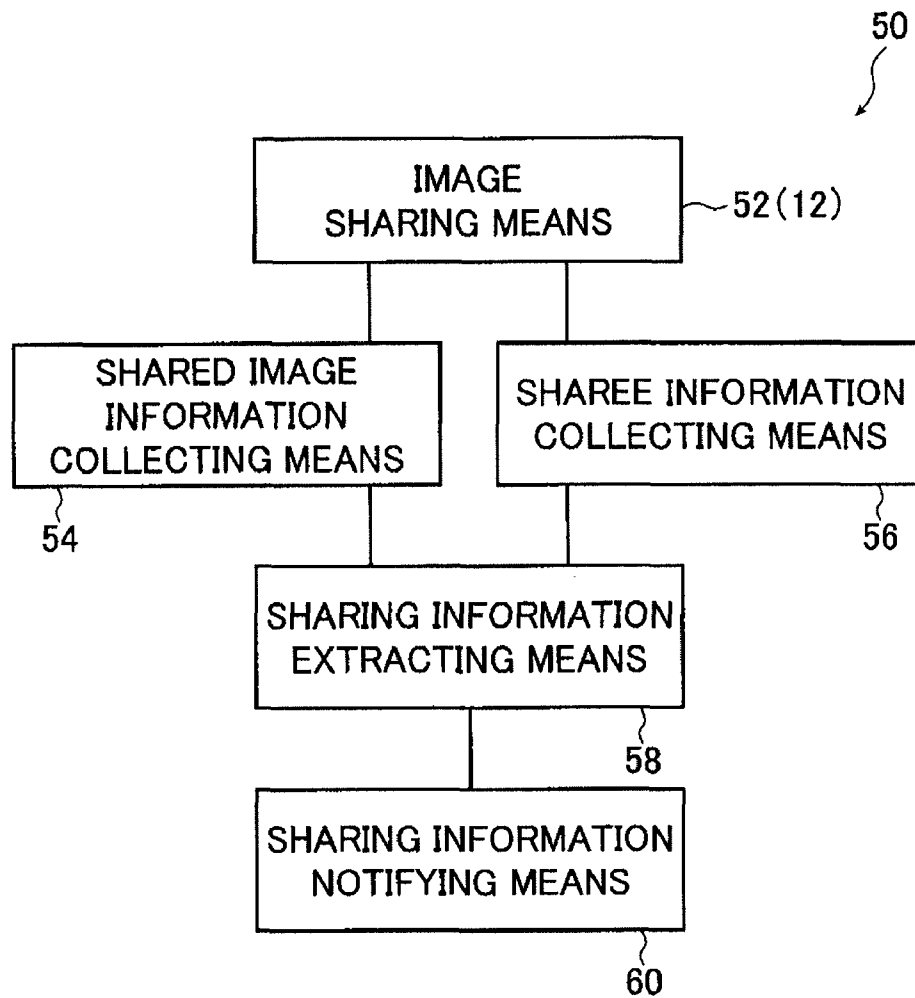 50
IMAGE
SHARING MEANS
52(12)
SHARED IMAGE
INFORMATION
COLLECTING MEANS
54
SHAREE INFORMATION
COLLECTING MEANS
56
SHARING INFORMATION
EXTRACTING MEANS
58
SHARING INFORMATION
NOTIFYING MEANS
60